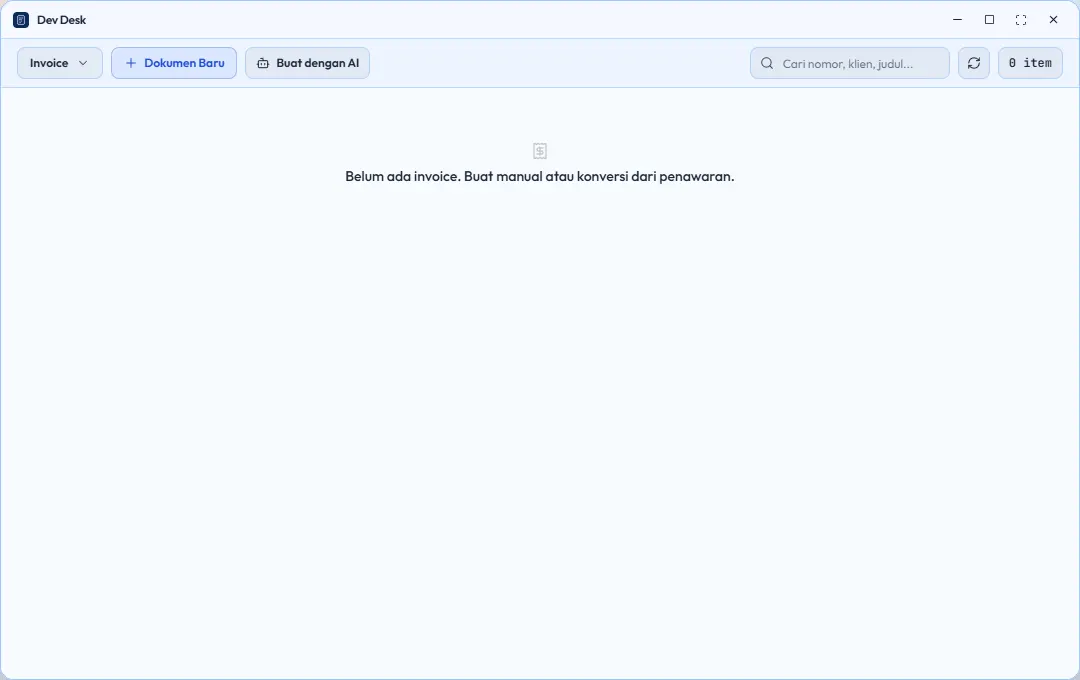 Dev Desk
Invoice
Dokumen Baru
Buat dengan AI
Cari nomor, klien, judul...
0 item
Belum ada invoice. Buat manual atau konversi dari penawaran.